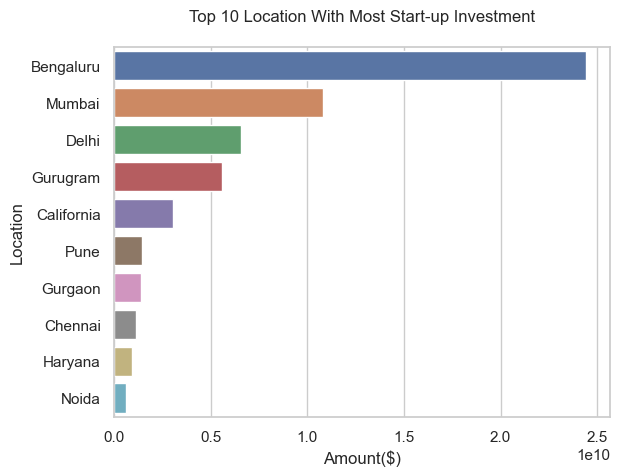 Top 10 Location With Most Start-up Investment
Bengaluru
Mumbai
Delhi
Gurugram
California
Pune
Gurgaon
Chennai
Haryana
Noida
Location
0.0 0.5 1.0 1.5 2.0 2.5
1e10
Amount($)